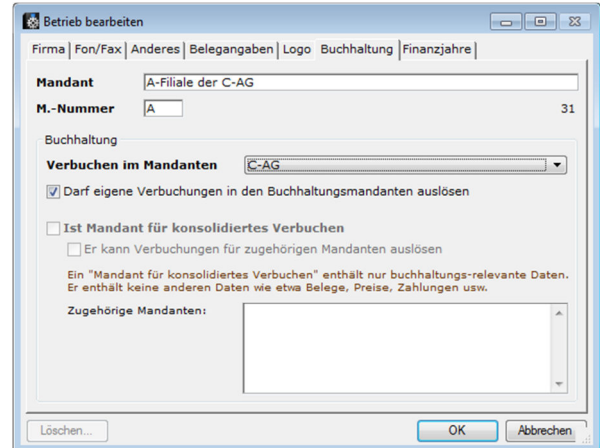 Betrieb bearbeiten
Firma Fon/Fax Anderes Belegangaben Logo Buchhaltung Finanzjahre
Mandant A-Filiale der C-AG
M.-Nummer A 31
Buchhaltung
Verbuchen im Mandanten C-AG
Darf eigene Verbuchungen in den Buchhaltungsmandanten auslösen
Ist Mandant für konsolidiertes Verbuchen
Er kann Verbuchungen für zugehörigen Mandanten auslösen
Ein "Mandant für konsolidiertes Verbuchen" enthält nur buchhaltungs-relevante Daten.
Er enthält keine anderen Daten wie etwa Belege, Preise, Zahlungen usw.
Zugehörige Mandanten:
Löschen... OK Abbrechen